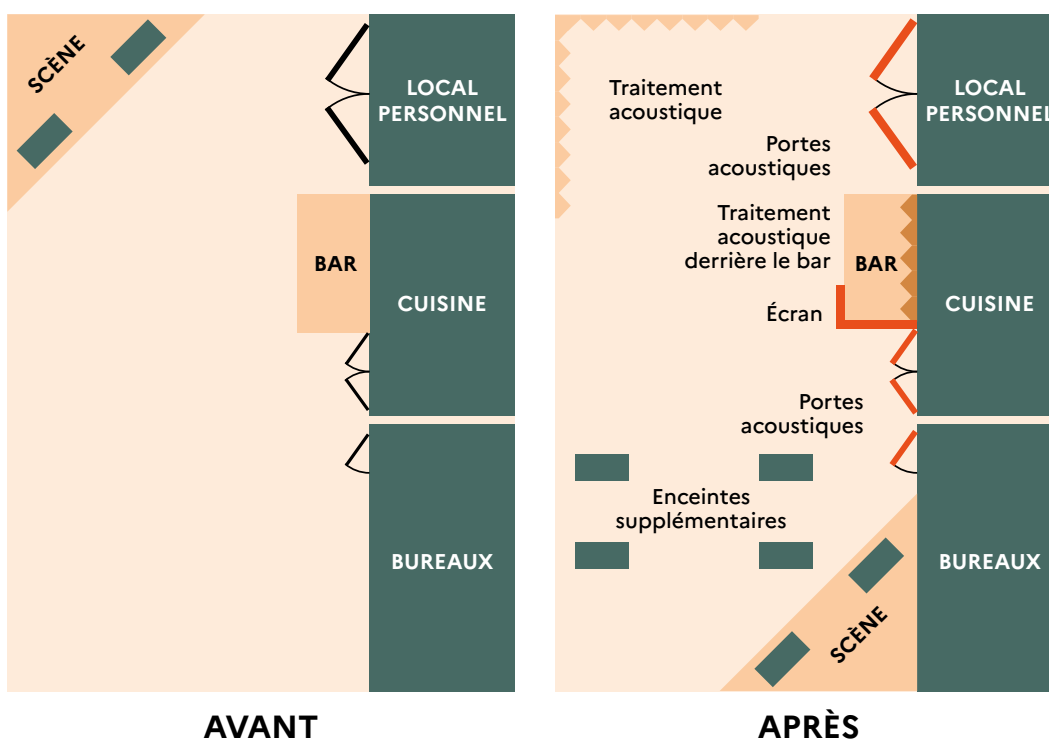 SCÈNE
LOCAL
PERSONNEL
BAR
CUISINE
BUREAUX
AVANT
Traitement
acoustique
LOCAL
PERSONNEL
Portes
acoustiques
Traitement
acoustique
derrière le bar
BAR
CUISINE
Écran
Portes
acoustiques
Enceintes
supplémentaires
BUREAUX
SCÈNE
APRÈS